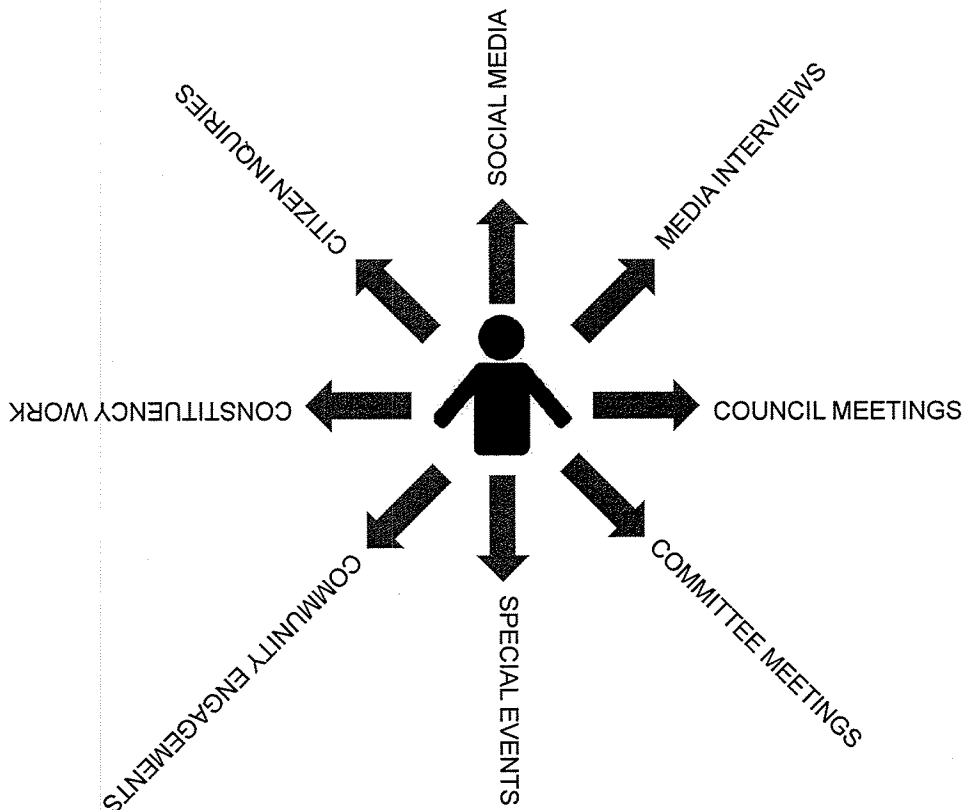 SOCIAL MEDIA
MEDIA INTERVIEWS
COUNCIL MEETINGS
COMMITTEE MEETINGS
SPECIAL EVENTS
COMMUNITY ENGAGEMENTS
CONSTITUENCY WORK
CITIZEN INQUIRIES